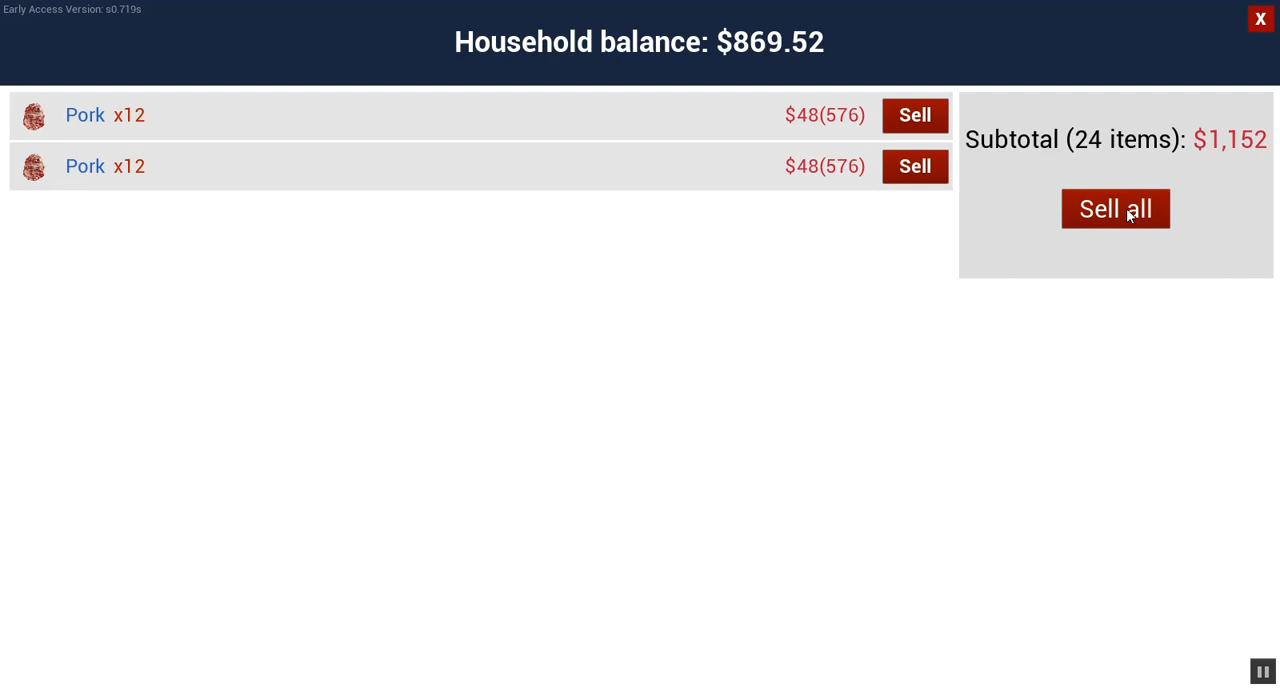 Early Access Version: s0.719s
Household balance: $869.52
X
Pork x12 $48(576) Sell
Pork x12 $48(576) Sell
Subtotal (24 items): $1,152
Sell all